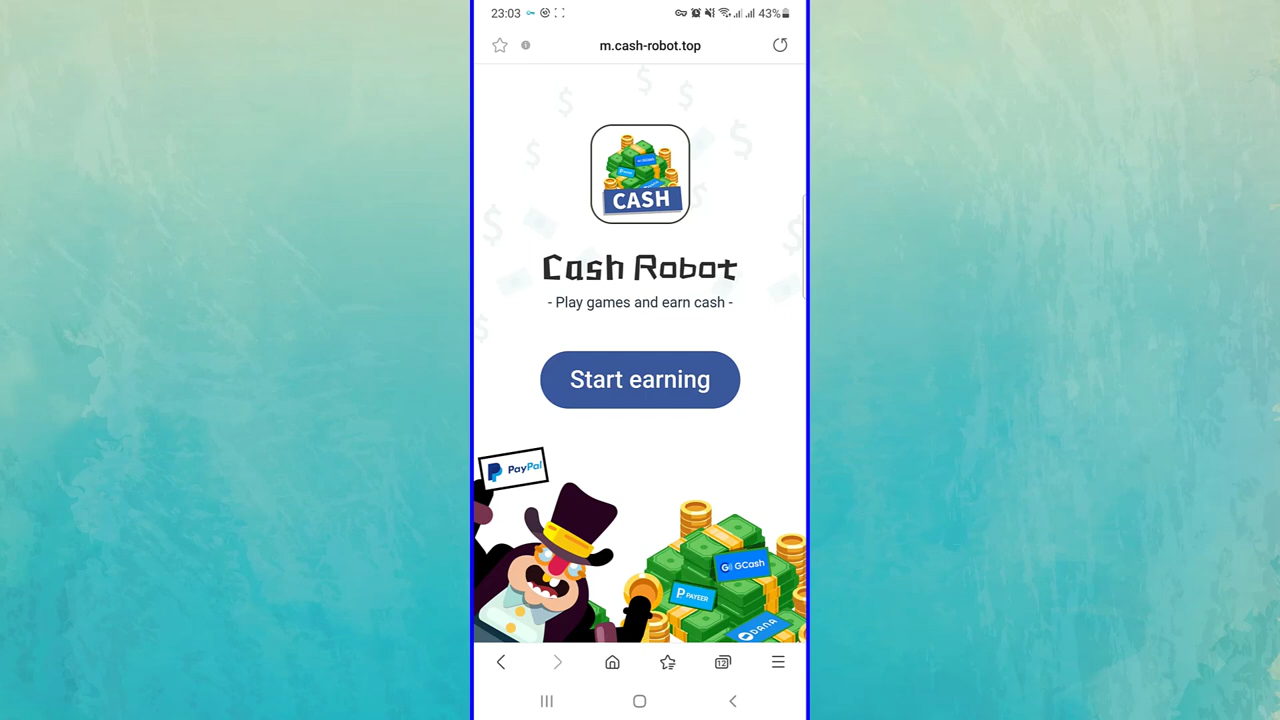 23:03
43%
m.cash-robot.top
CASH
Cash Robot
- Play games and earn cash -
Start earning
PayPal
GCash
PAYEER
DANA
12